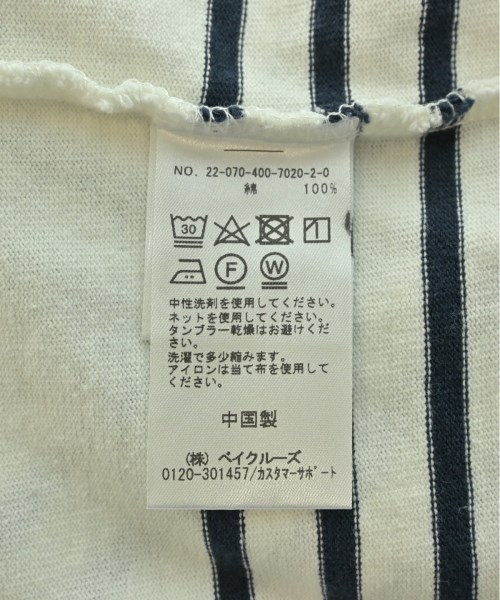 NO. 22-070-400-7020-2-0
綿 100%
30
F W
中性洗剤を使用してください。
ネットを使用してください。
タンブラー乾燥はお避けくだ
さい。
洗濯で多少縮みます。
アイロンは当て布を使用してください。
中国製
(株) ベイクルーズ
0120-301457/カスタマーサポート